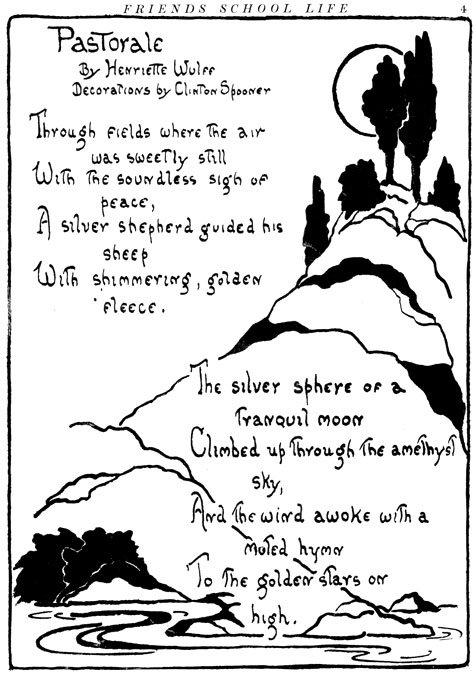 FRIENDS SCHOOL LIFE 4
Pastorale
By Henriette Wulff
Decorations by Clinton Spooner
Through fields where the air
was sweetly still
With the soundless sigh of
peace,
A silver shepherd guided his
sheep
With shimmering, golden
fleece.
The silver sphere of a
tranquil moon
Climbed up through the amethyst
sky,
And the wind awoke with a
muted hymn
To the golden stars on
high.